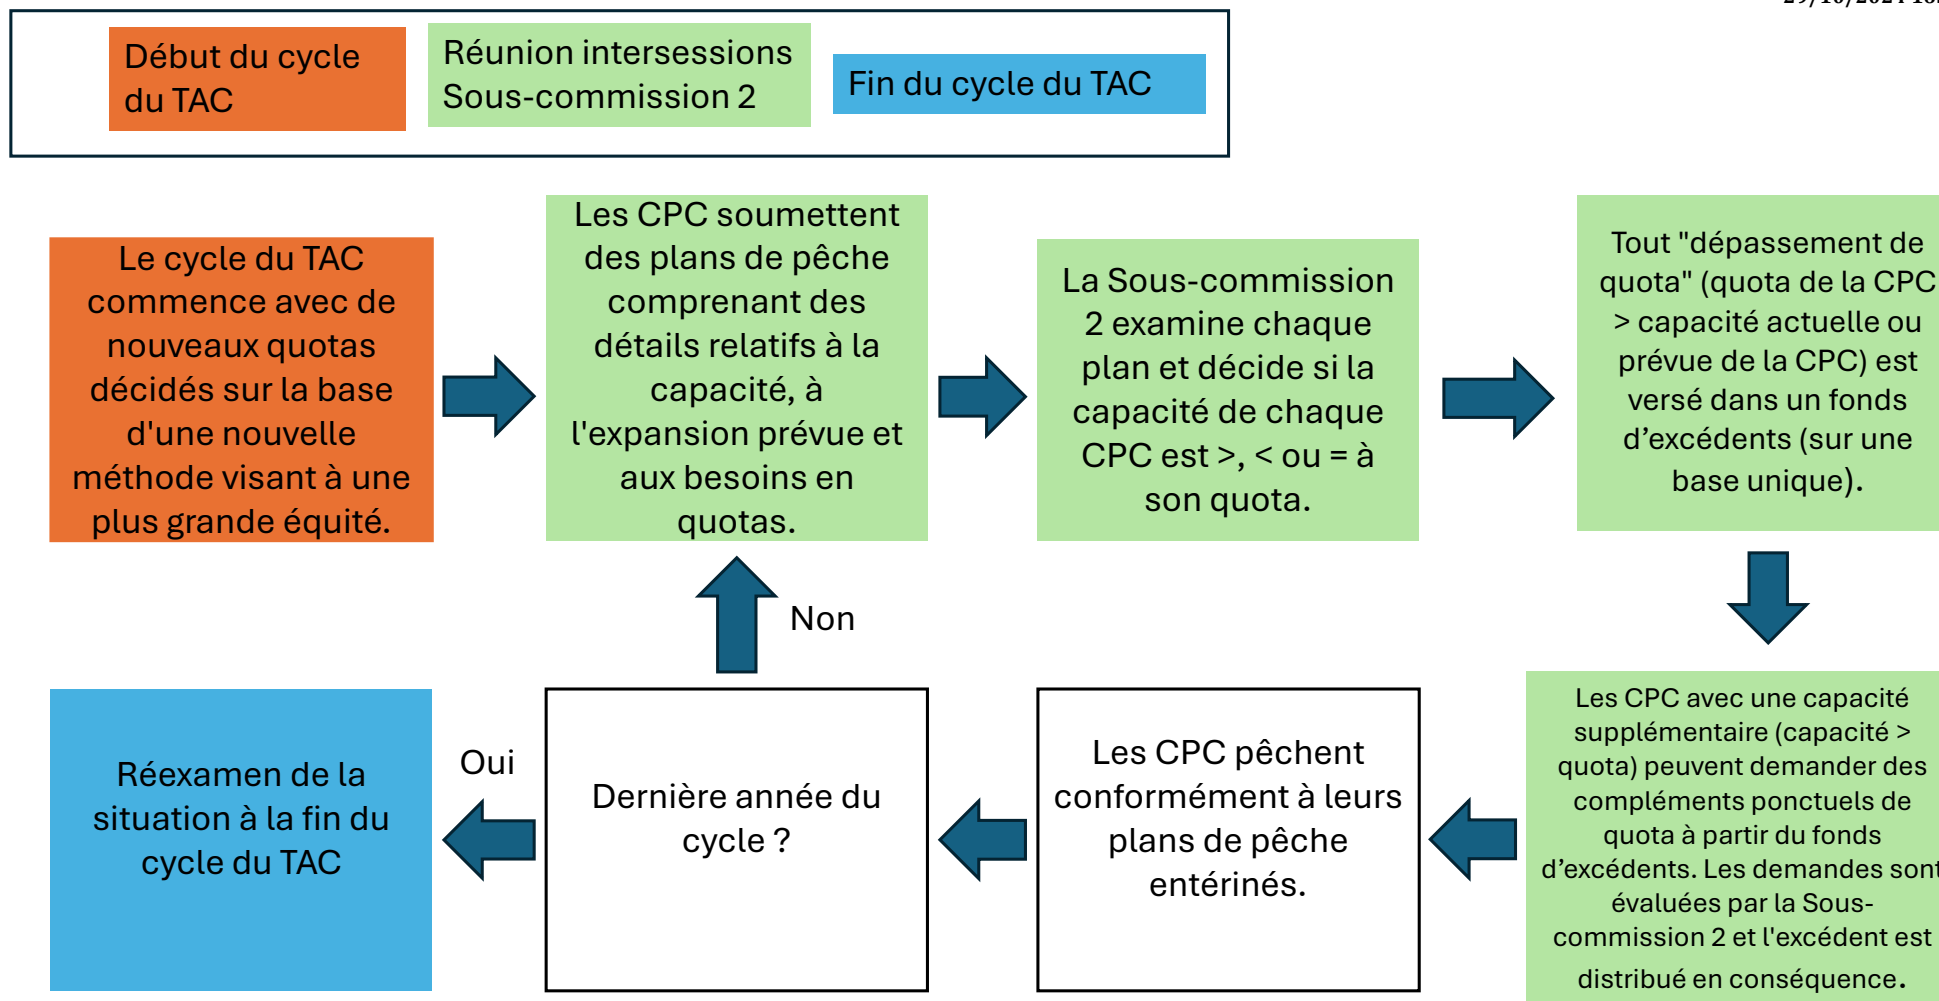 Début du cycle
du TAC
Réunion intersessions
Sous-commission 2
Fin du cycle du TAC
Le cycle du TAC
commence avec de
nouveaux quotas
décidés sur la base
d'une nouvelle
méthode visant à une
plus grande équité.
Les CPC soumettent
des plans de pêche
comprenant des
détails relatifs à la
capacité, à
l'expansion prévue et
aux besoins en
quotas.
La Sous-commission
2 examine chaque
plan et décide si la
capacité de chaque
CPC est >, < ou = à
son quota.
Tout "dépassement de
quota" (quota de la CPC
> capacité actuelle ou
prévue de la CPC) est
versé dans un fonds
d’excédents (sur une
base unique).
Non
Les CPC avec une capacité
supplémentaire (capacité >
quota) peuvent demander des
compléments ponctuels de
quota à partir du fonds
d’excédents. Les demandes sont
évaluées par la Sous-
commission 2 et l'excédent est
distribué en conséquence.
Les CPC pêchent
conformément à leurs
plans de pêche
entérinés.
Dernière année du
cycle ?
Oui
Réexamen de la
situation à la fin du
cycle du TAC